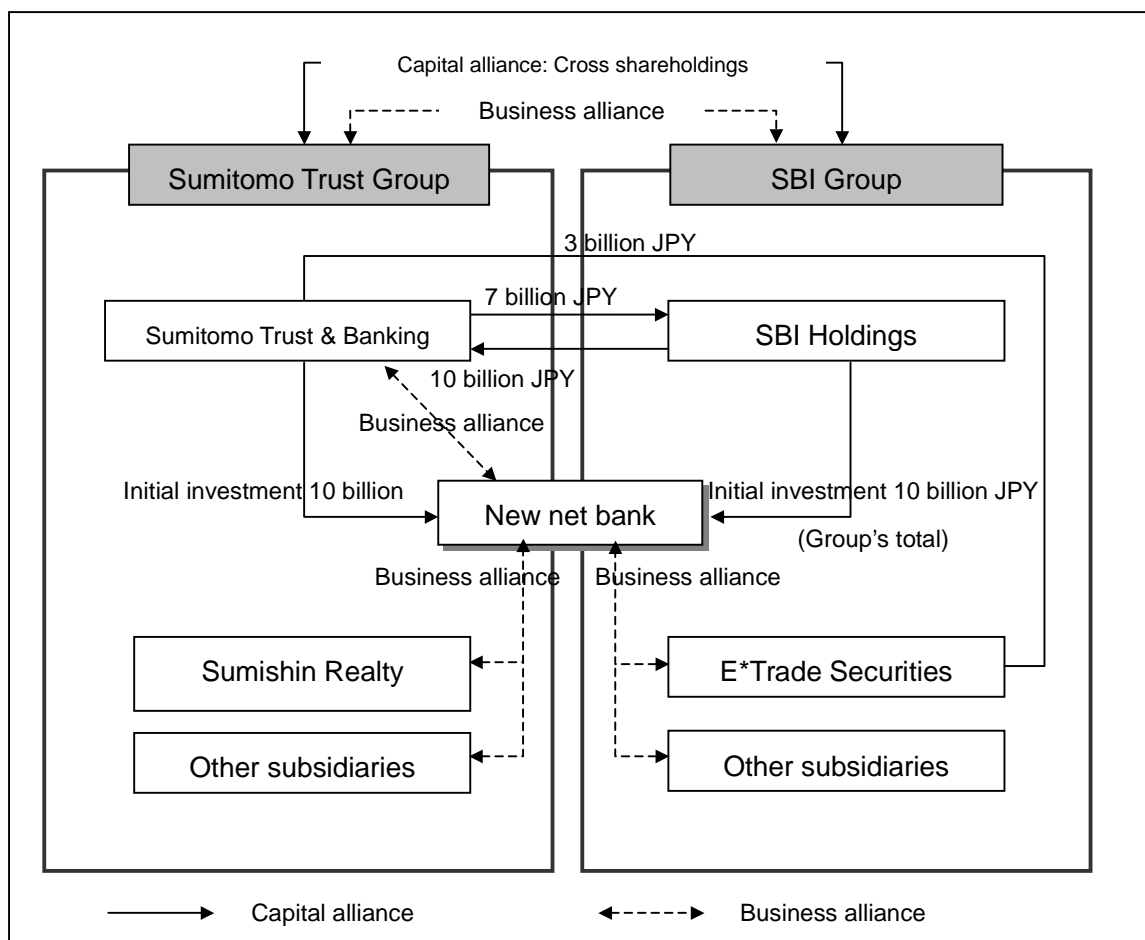 Capital alliance: Cross shareholdings
Business alliance
Sumitomo Trust Group
SBI Group
3 billion JPY
7 billion JPY
Sumitomo Trust & Banking
SBI Holdings
10 billion JPY
Business alliance
Initial investment 10 billion
Initial investment 10 billion JPY
New net bank
(Group's total)
Business alliance
Business alliance
Sumishin Realty
E*Trade Securities
Other subsidiaries
Other subsidiaries
Capital alliance
Business alliance